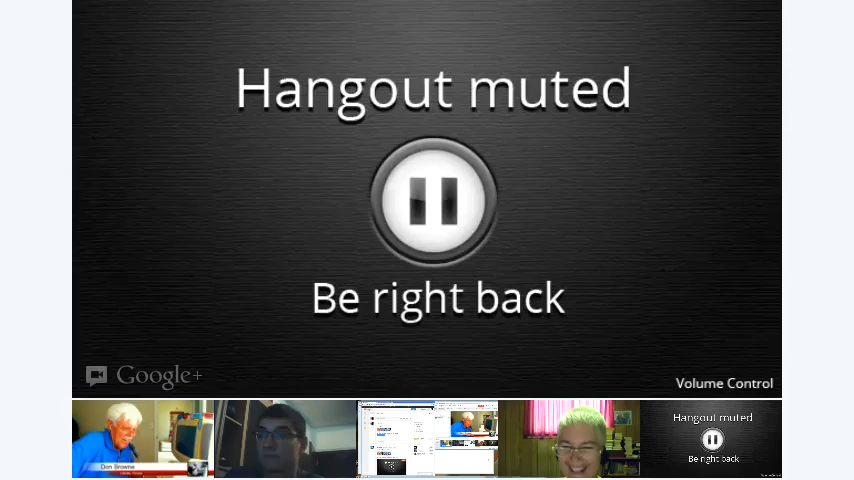 Hangout muted
Be right back
Google+
Volume Control
Don Browne
Hangout muted
Be right back